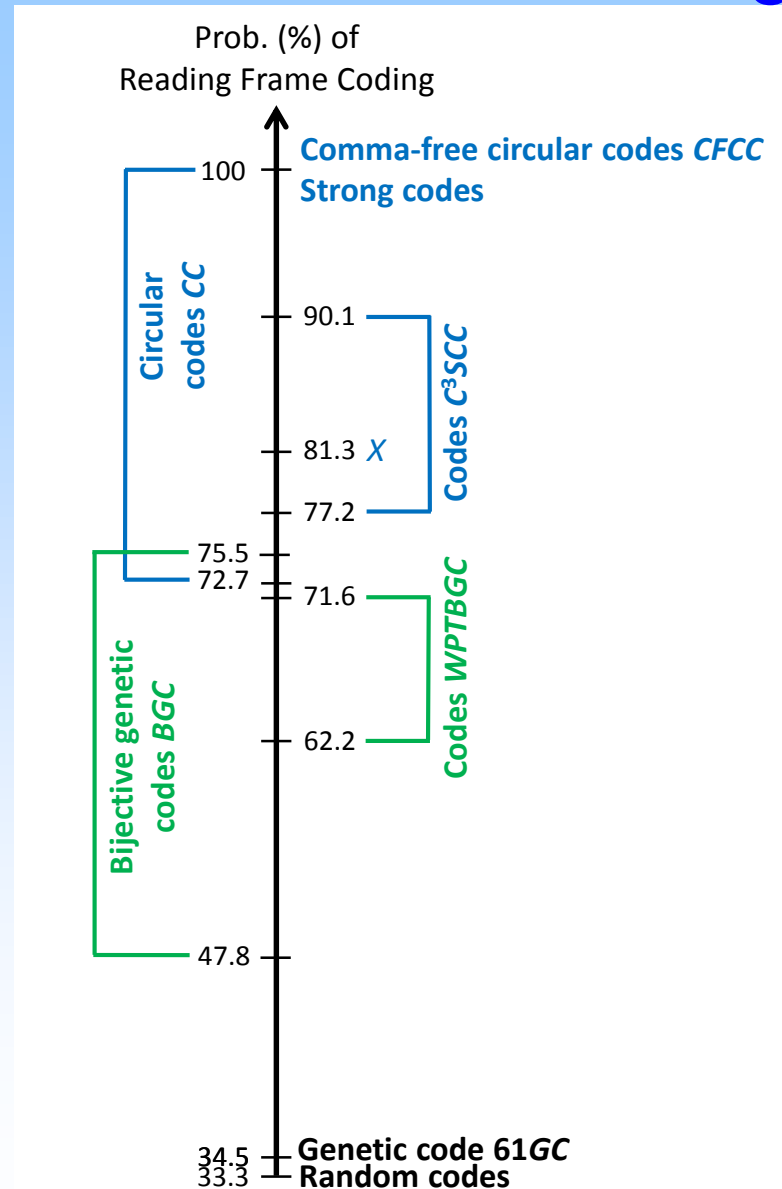 Prob. (%) of
Reading Frame Coding
Comma-free circular codes CFCC
100
Strong codes
Circular
codes CC
90.1
Codes C³SCC
81.3 X
77.2
75.5
72.7
71.6
Codes WPTBGC
62.2
Bijective genetic
codes BGC
47.8
34.5 Genetic code 61GC
33.3 Random codes